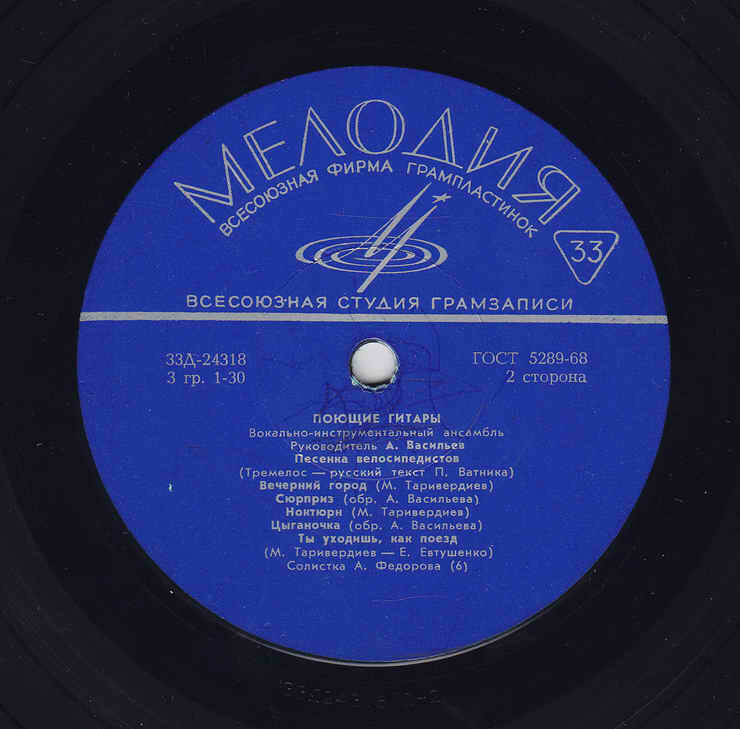 МЕЛОДИЯ
ВСЕСОЮЗНАЯ ФИРМА ГРАМПЛАСТИНОК
33
ВСЕСОЮЗНАЯ СТУДИЯ ГРАМЗАПИСИ
33Д-24318
3 гр. 1-30
ГОСТ 5289-68
2 сторона
ПОЮЩИЕ ГИТАРЫ
Вокально-инструментальный ансамбль
Руководитель А. Васильев
Песенка велосипедистов
(Тремелос — русский текст П. Ватника)
Вечерний город (М. Таривердиев)
Сюрприз (обр. А. Васильева)
Ноктюрн (М. Таривердиев)
Цыганочка (обр. А. Васильева)
Ты уходишь, как поезд
(М. Таривердиев — Е. Евтушенко)
Солистка А. Федорова (6)